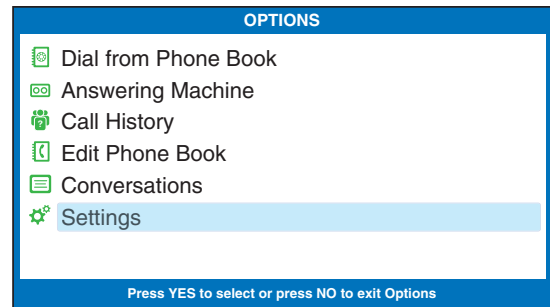 OPTIONS
Dial from Phone Book
Answering Machine
Call History
Edit Phone Book
Conversations
Settings
Press YES to select or press NO to exit Options